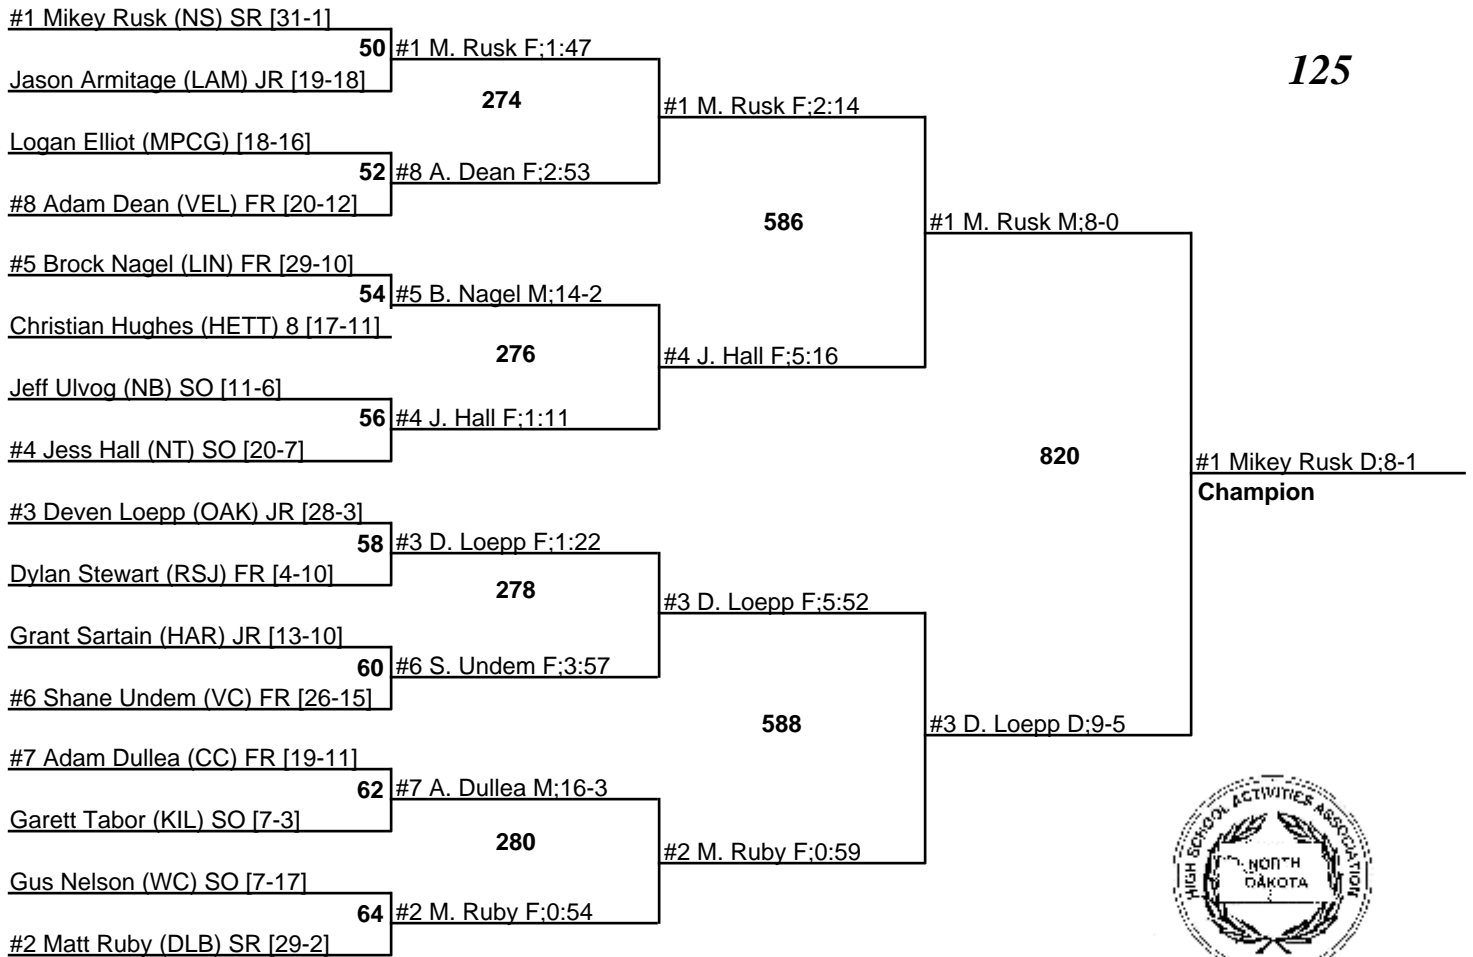 #1 Mikey Rusk (NS) SR [31-1]
50
#1 M. Rusk F;1:47
125
Jason Armitage (LAM) JR [19-18]
274
#1 M. Rusk F;2:14
Logan Elliot (MPCG) [18-16]
52
#8 A. Dean F;2:53
#8 Adam Dean (VEL) FR [20-12]
586
#1 M. Rusk M;8-0
#5 Brock Nagel (LIN) FR [29-10]
54
#5 B. Nagel M;14-2
Christian Hughes (HETT) 8 [17-11]
276
#4 J. Hall F;5:16
Jeff Ulvog (NB) SO [11-6]
56
#4 J. Hall F;1:11
#4 Jess Hall (NT) SO [20-7]
820
#1 Mikey Rusk D;8-1
Champion
#3 Deven Loepp (OAK) JR [28-3]
58
#3 D. Loepp F;1:22
Dylan Stewart (RSJ) FR [4-10]
278
#3 D. Loepp F;5:52
Grant Sartain (HAR) JR [13-10]
60
#6 S. Undem F;3:57
#6 Shane Undem (VC) FR [26-15]
588
#3 D. Loepp D;9-5
#7 Adam Dullea (CC) FR [19-11]
62
#7 A. Dullea M;16-3
Garett Tabor (KIL) SO [7-3]
280
#2 M. Ruby F;0:59
Gus Nelson (WC) SO [7-17]
64
#2 M. Ruby F;0:54
#2 Matt Ruby (DLB) SR [29-2]
HIGH SCHOOL ACTIVITIES ASSOCIATION
NORTH
DAKOTA